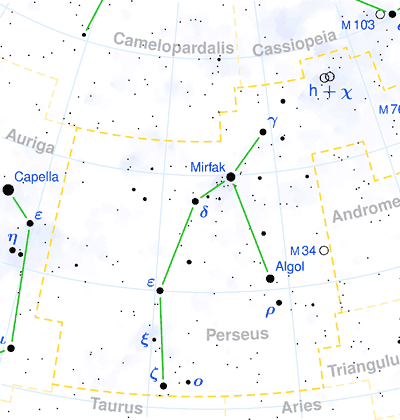 M 103
Camelopardalis
Cassiopeia
h + χ
M 76
γ
Auriga
Mirfak
Capella
δ
ε
Androme
η
M 34
Algol
ε
ρ
Perseus
ξ
ι
Triangulu
ζ
ο
Taurus
Aries